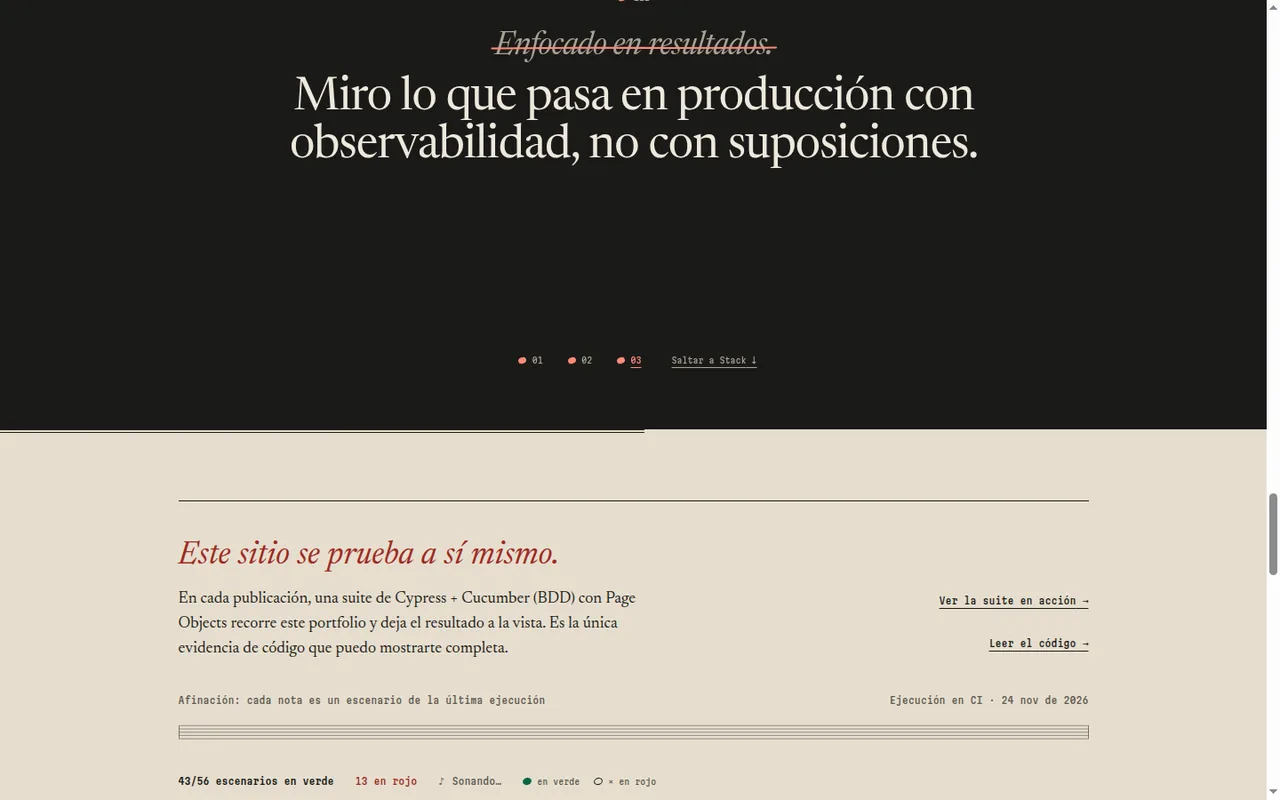 Enfocado en resultados.
Miro lo que pasa en producción con
observabilidad, no con suposiciones.
01 02 03 Saltar a Stack ↓
Este sitio se prueba a sí mismo.
En cada publicación, una suite de Cypress + Cucumber (BDD) con Page
Objects recorre este portfolio y deja el resultado a la vista. Es la única
evidencia de código que puedo mostrarte completa.
Ver la suite en acción →
Leer el código →
Afinación: cada nota es un escenario de la última ejecución
Ejecución en CI · 24 nov de 2026
43/56 escenarios en verde 13 en rojo ♪ Sonando… en verde × en rojo